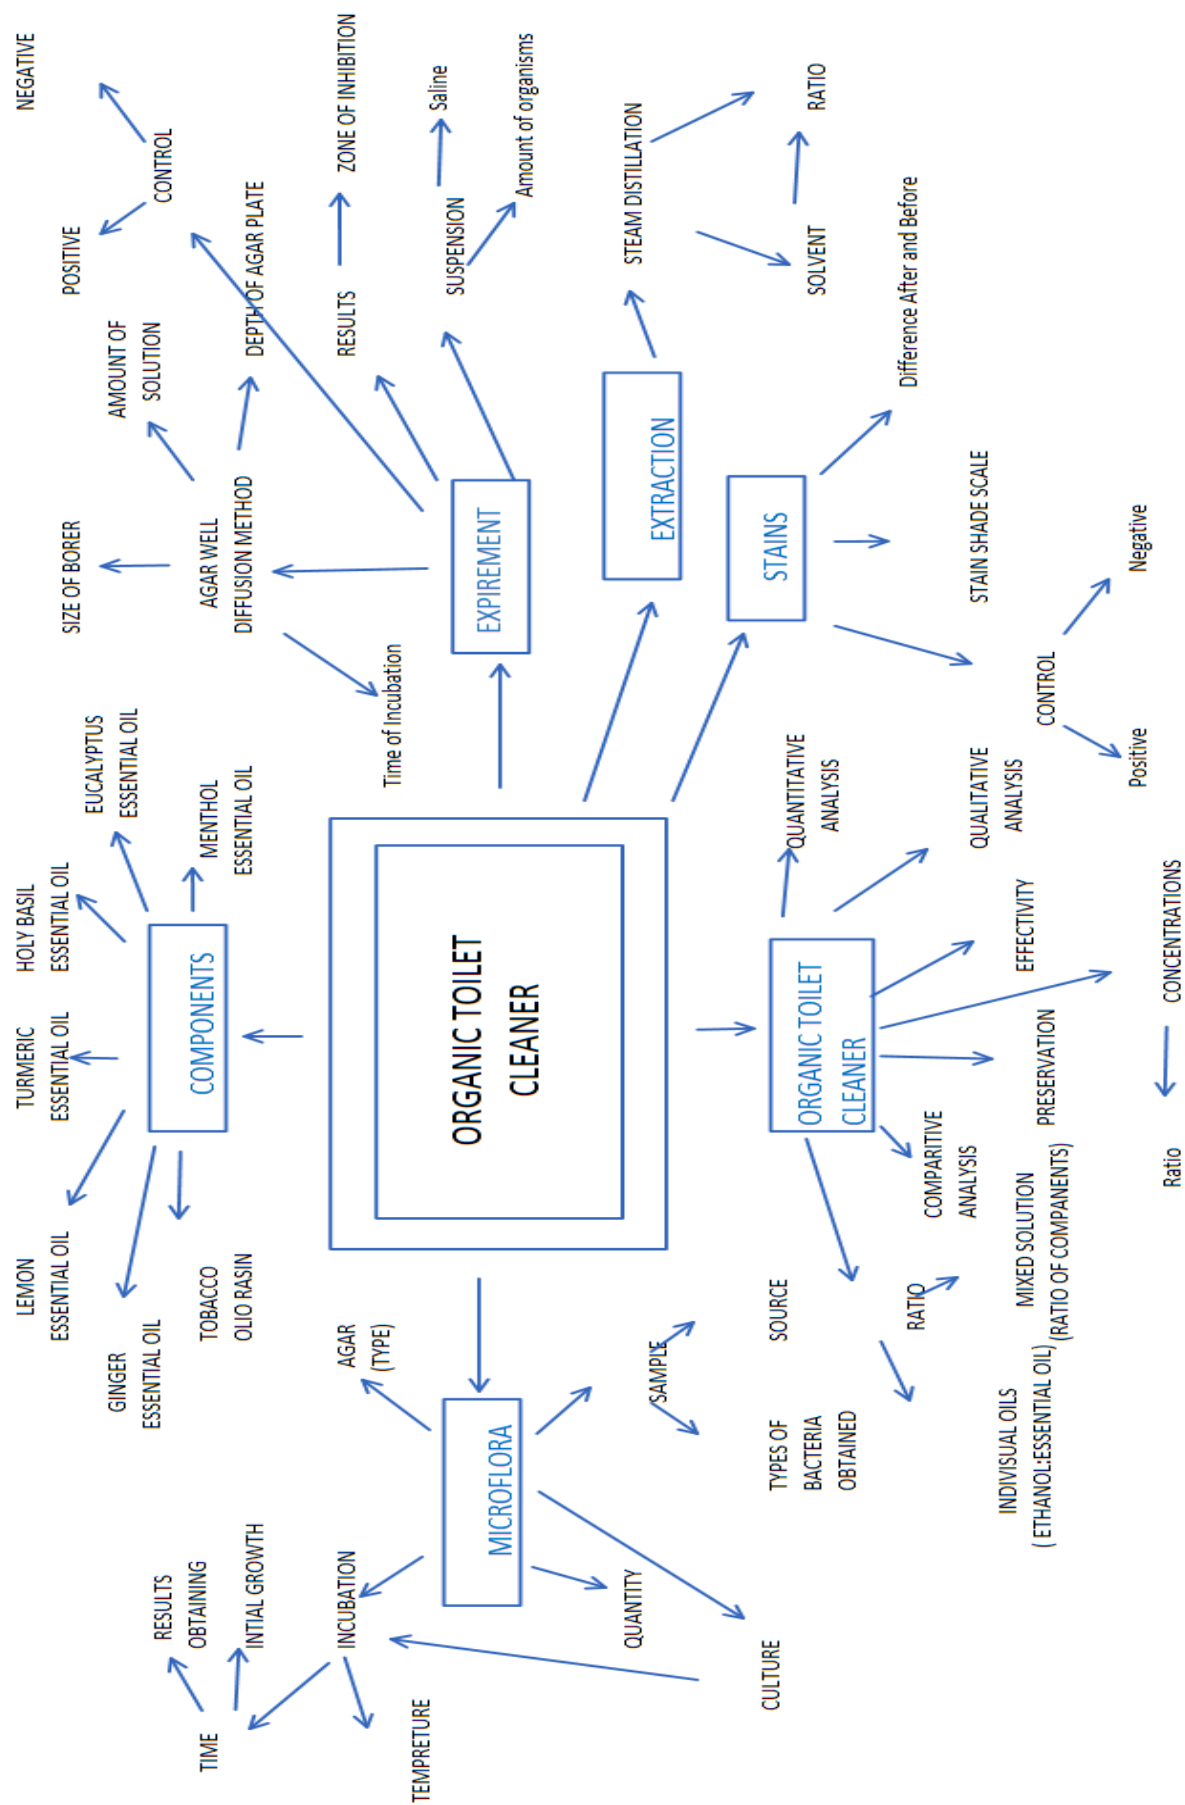 RESULTS
OBTAINING
TIME
INTIAL GROWTH
INCUBATION
TEMPRETURE
MICROFLORA
AGAR
(TYPE)
QUANTITY
CULTURE
SAMPLE
SOURCE
TYPES OF
BACTERIA
OBTAINED
LEMON
ESSENTIAL OIL
TURMERIC
ESSENTIAL OIL
HOLY BASIL
ESSENTIAL OIL
EUCALYPTUS
ESSENTIAL OIL
GINGER
ESSENTIAL OIL
TOBACCO
OLIO RASIN
COMPONENTS
MENTHOL
ESSENTIAL OIL
ORGANIC TOILET
CLEANER
ORGANIC TOILET
CLEANER
QUANTITATIVE
ANALYSIS
QUALITATIVE
ANALYSIS
EFFECTIVITY
CONCENTRATIONS
Ratio
PRESERVATION
COMPARITIVE
ANALYSIS
RATIO
MIXED SOLUTION
(RATIO OF COMPANENTS)
INDIVISUAL OILS
( ETHANOL:ESSENTIAL OIL)
SIZE OF BORER
AMOUNT OF
SOLUTION
AGAR WELL
DIFFUSION METHOD
DEPTH OF AGAR PLATE
Time of Incubation
POSITIVE
NEGATIVE
CONTROL
RESULTS
ZONE OF INHIBITION
EXPIREMENT
SUSPENSION
Saline
Amount of organisms
EXTRACTION
STEAM DISTILLATION
SOLVENT
RATIO
STAINS
Difference After and Before
STAIN SHADE SCALE
CONTROL
Positive
Negative